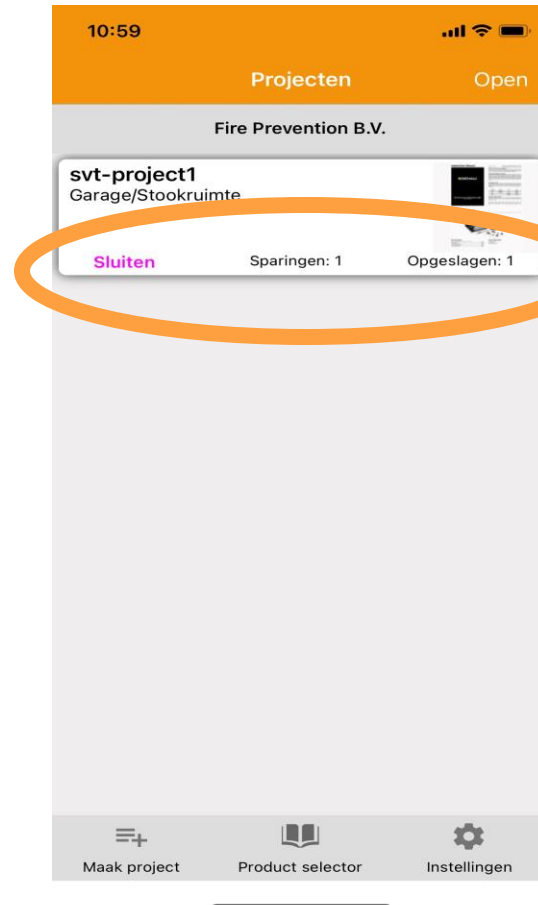 10:59
Projecten Open
Fire Prevention B.V.
svt-project1
Garage/Stookruimte
Sluiten Sparingen: 1 Opgeslagen: 1
Maak project Product selector Instellingen